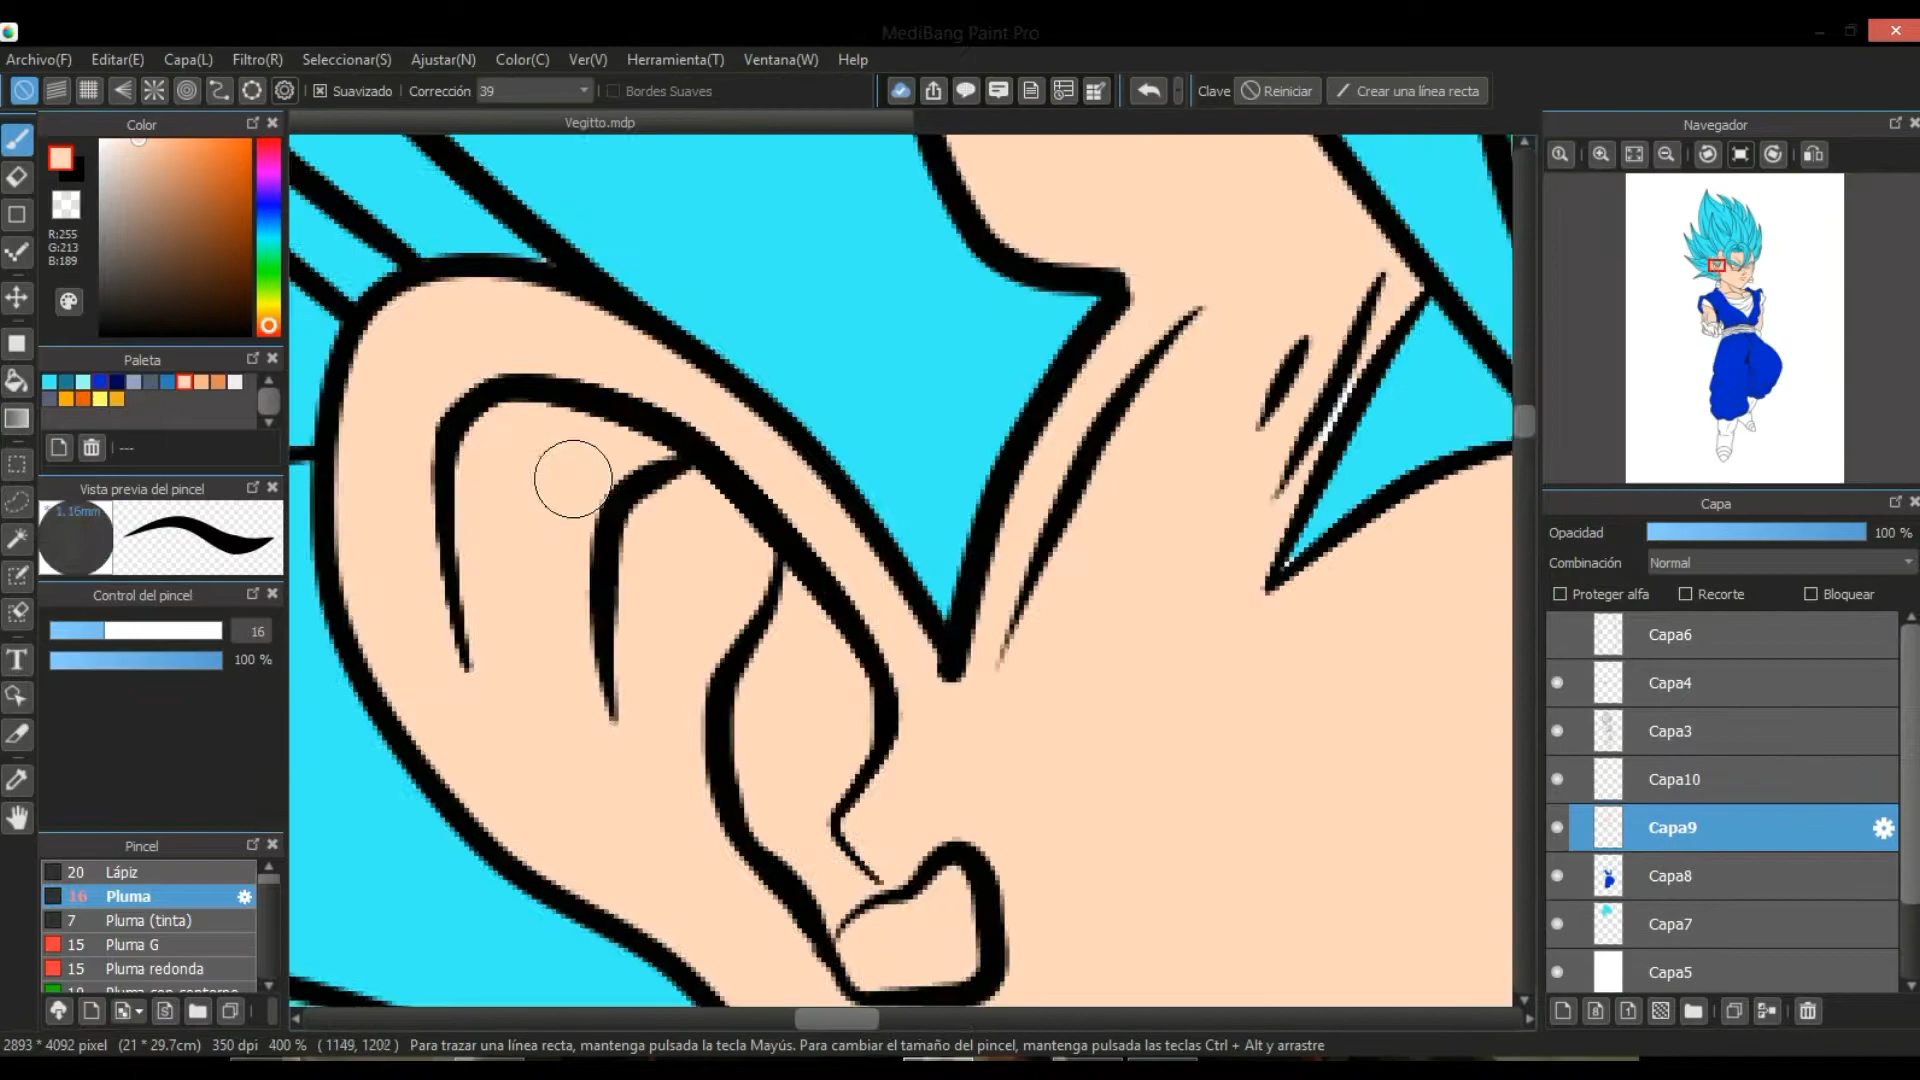 MediBang Paint Pro
Archivo(F) Editar(E) Capa(L) Filtro(R) Seleccionar(S) Ajustar(N) Color(C) Ver(V) Herramienta(T) Ventana(W) Help
Suavizado Corrección 39 Bordes Suaves Clave Reiniciar Crear una línea recta
Color
Vegitto.mdp
Navegador
R:255
G:213
B:189
Paleta
---
Vista previa del pincel
* 1.16mm
Control del pincel
16
100 %
Pincel
20 Lápiz
16 Pluma
7 Pluma (tinta)
15 Pluma G
15 Pluma redonda
Capa
Opacidad 100 %
Combinación Normal
Proteger alfa Recorte Bloquear
Capa6
Capa4
Capa3
Capa10
Capa9
Capa8
Capa7
Capa5
2893 * 4092 pixel (21 * 29.7cm) 350 dpi 400 % ( 1149, 1202 ) Para trazar una línea recta, mantenga pulsada la tecla Mayús. Para cambiar el tamaño del pincel, mantenga pulsada las teclas Ctrl + Alt y arrastre